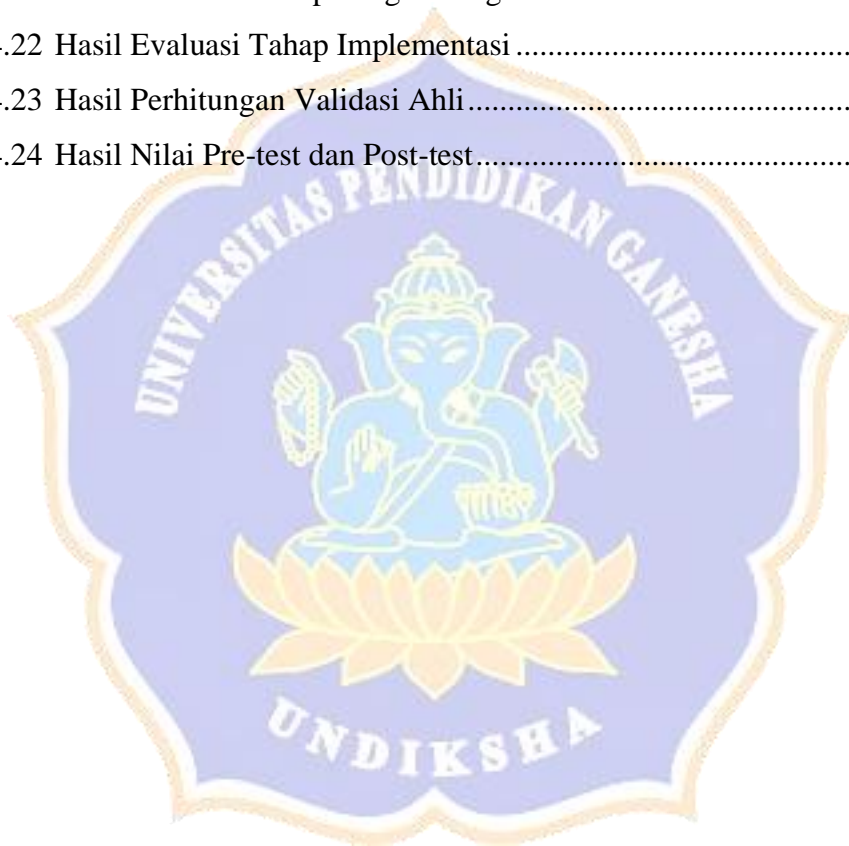 .22 Hasil Evaluasi Tahap Implementasi ..........................................
.23 Hasil Perhitungan Validasi Ahli ................................................
.24 Hasil Nilai Pre-test dan Post-test ...............................................
UNIVERSITAS PENDIDIKAN GANESHA
UNDIKSHA